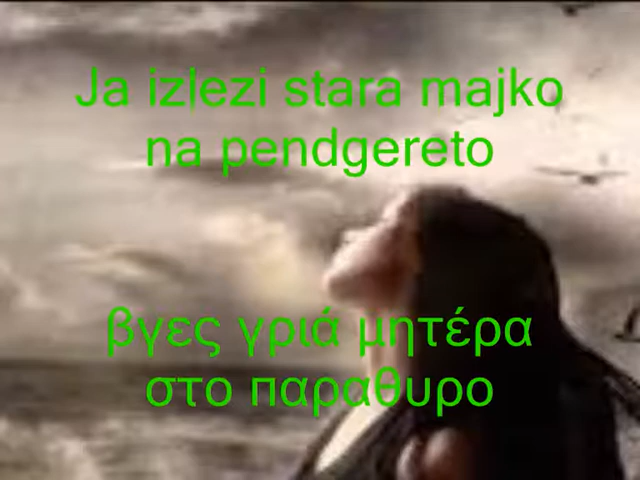 Ja izlezi stara majko
na pendgereto
βγες γριά μητέρα
στο παραθυρο